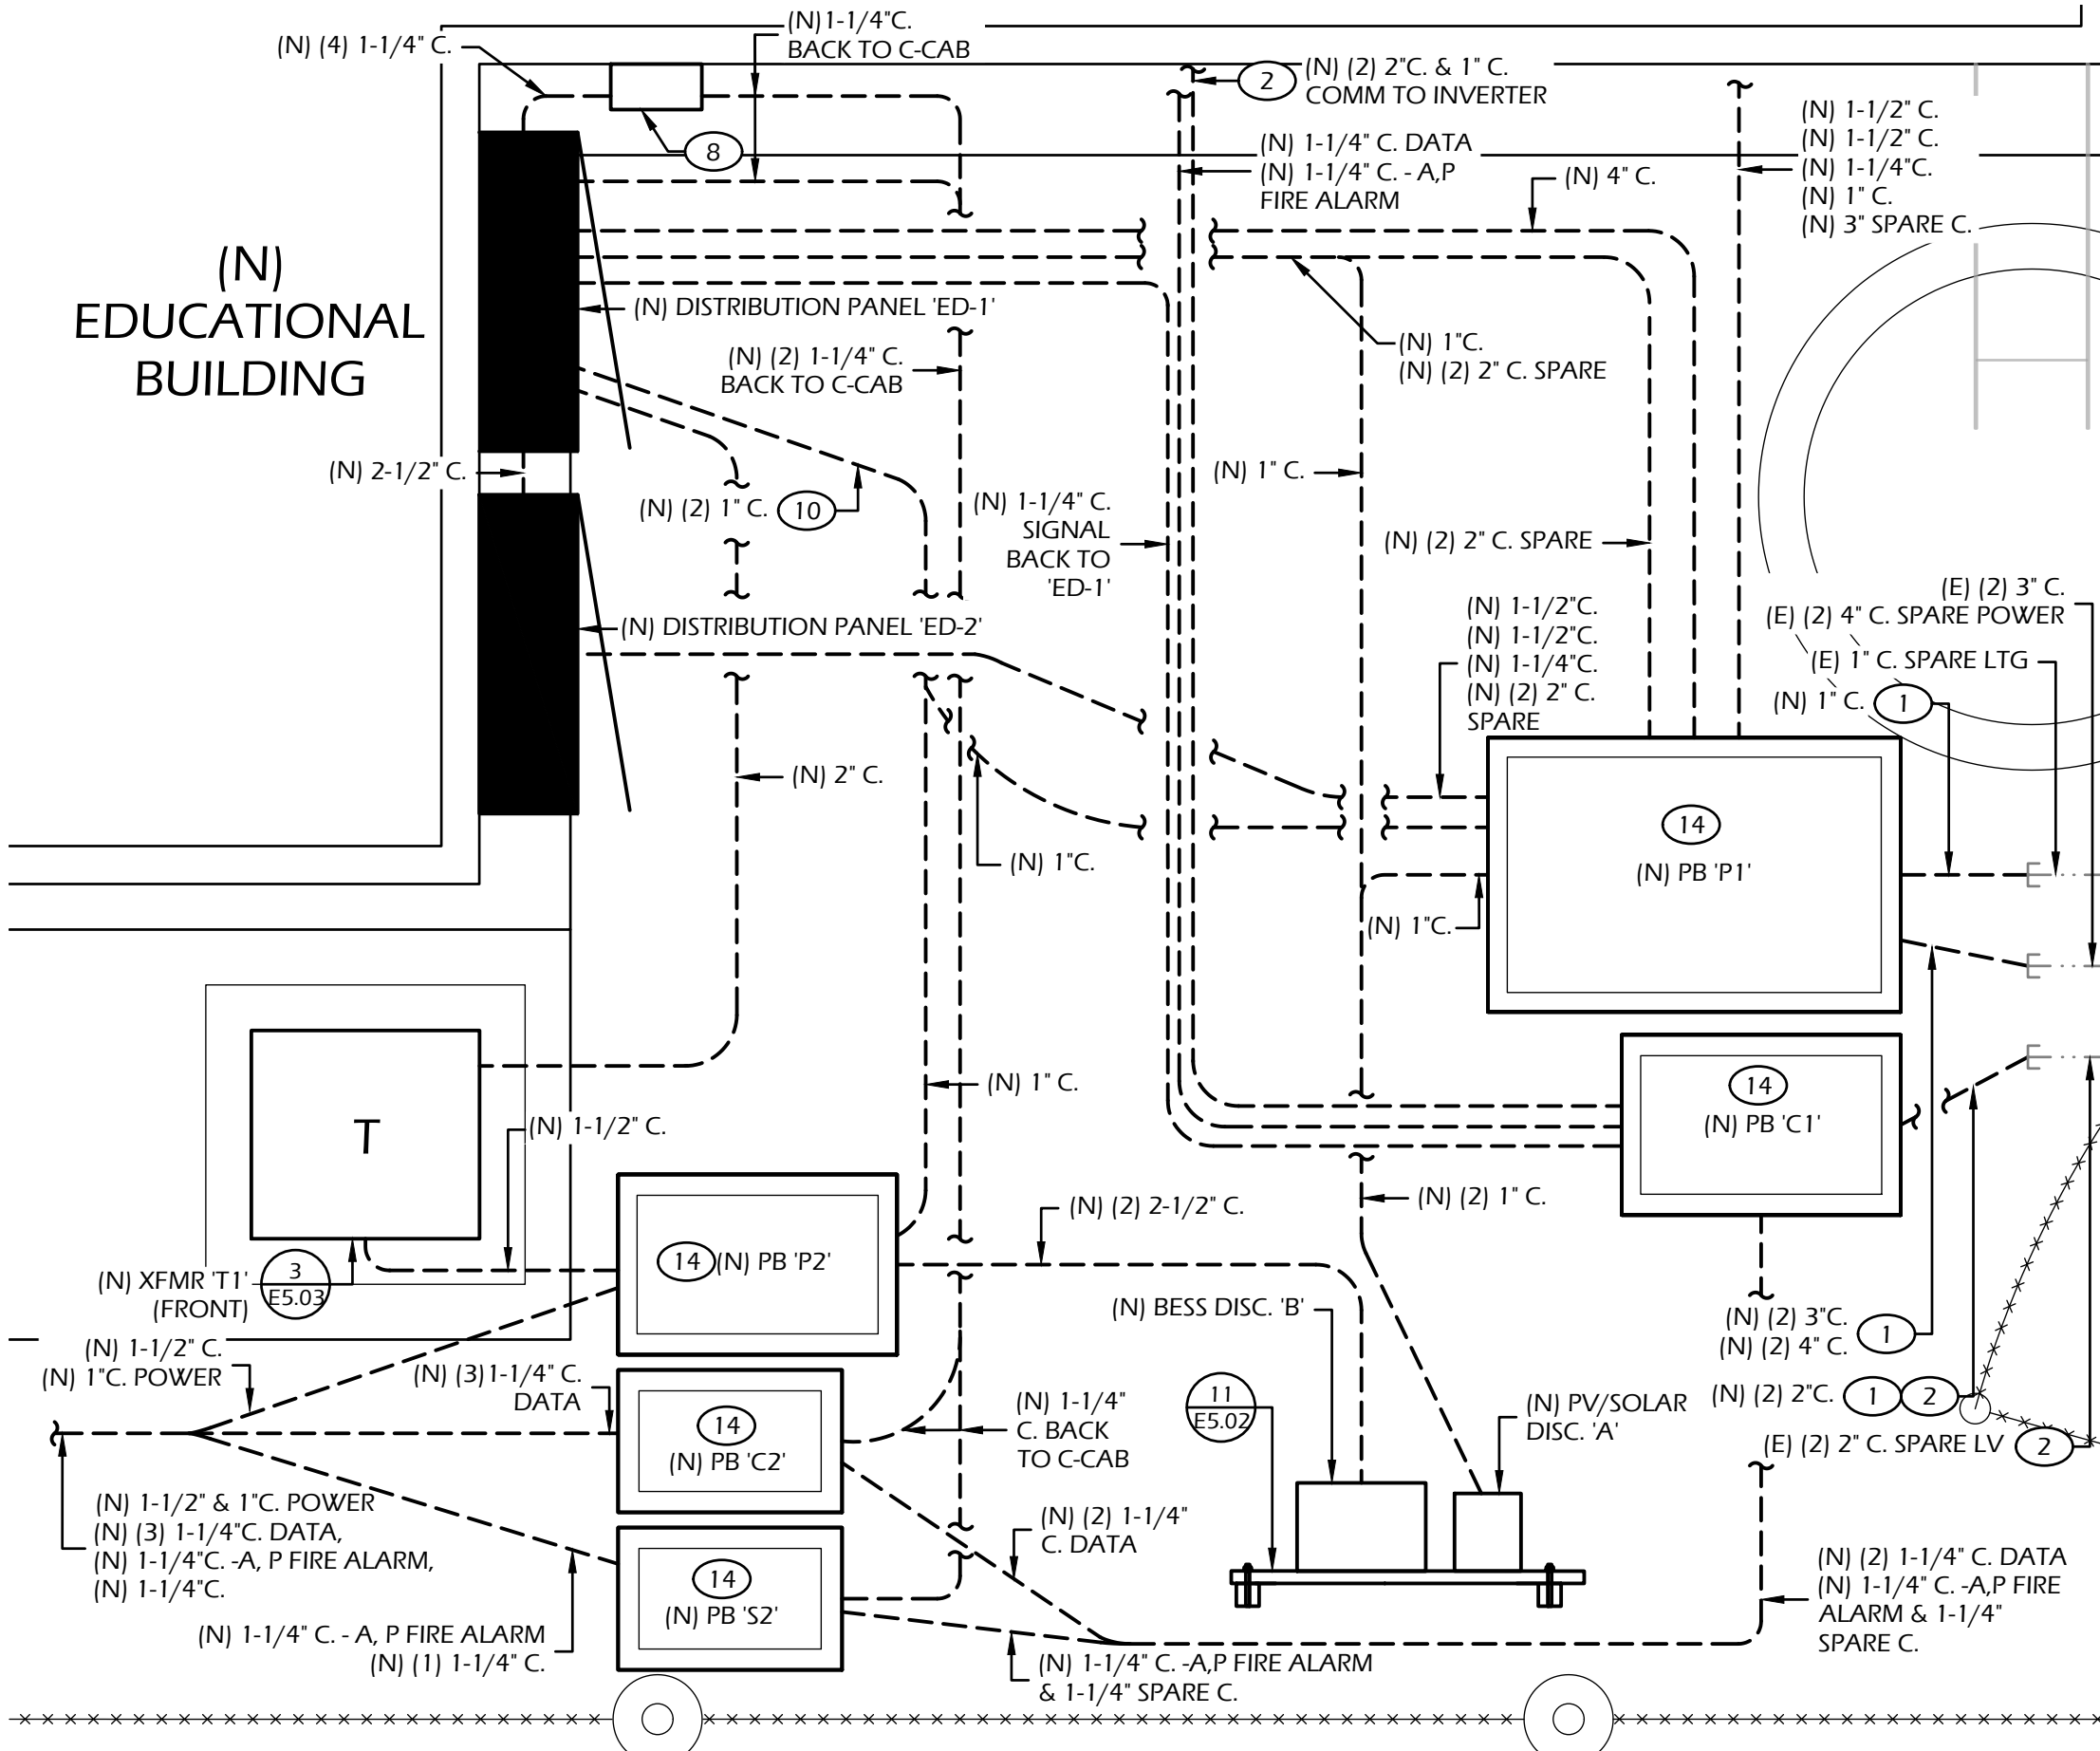 (N) (4) 1-1/4" C.
(N)1-1/4"C.
BACK TO C-CAB
2
(N) (2) 2"C. & 1" C.
COMM TO INVERTER
8
(N) 1-1/4" C. DATA
(N) 1-1/4" C. - A,P
FIRE ALARM
(N) 4" C.
(N) 1-1/2" C.
(N) 1-1/2" C.
(N) 1-1/4"C.
(N) 1" C.
(N) 3" SPARE C.
(N)
EDUCATIONAL
BUILDING
(N) DISTRIBUTION PANEL 'ED-1'
(N) (2) 1-1/4" C.
BACK TO C-CAB
(N) 1"C.
(N) (2) 2" C. SPARE
(N) 2-1/2" C.
(N) (2) 1" C.
10
(N) 1-1/4" C.
SIGNAL
BACK TO
'ED-1'
(N) 1" C.
(N) (2) 2" C. SPARE
(N) DISTRIBUTION PANEL 'ED-2'
(N) 1-1/2"C.
(N) 1-1/2"C.
(N) 1-1/4"C.
(N) (2) 2" C.
SPARE
(E) (2) 3" C.
(E) (2) 4" C. SPARE POWER
(E) 1" C. SPARE LTG
(N) 1" C.
1
(N) 2" C.
(N) 1"C.
14
(N) PB 'P1'
(N) 1"C.
(N) 1" C.
14
(N) PB 'C1'
T
(N) 1-1/2" C.
(N) (2) 2-1/2" C.
(N) (2) 1" C.
14
(N) PB 'P2'
(N) XFMR 'T1'
(FRONT)
3
E5.03
(N) BESS DISC. 'B'
(N) (2) 3"C.
(N) (2) 4" C.
1
(N) 1-1/2" C.
(N) 1"C. POWER
(N) (3)1-1/4" C.
DATA
(N) 1-1/4"
C. BACK
TO C-CAB
11
E5.02
(N) PV/SOLAR
DISC. 'A'
(N) (2) 2"C.
1
2
(E) (2) 2" C. SPARE LV
2
14
(N) PB 'C2'
(N) 1-1/2" & 1"C. POWER
(N) (3) 1-1/4"C. DATA,
(N) 1-1/4"C. -A, P FIRE ALARM,
(N) 1-1/4"C.
(N) (2) 1-1/4"
C. DATA
14
(N) PB 'S2'
(N) (2) 1-1/4" C. DATA
(N) 1-1/4" C. -A,P FIRE
ALARM & 1-1/4"
SPARE C.
(N) 1-1/4" C. - A, P FIRE ALARM
(N) (1) 1-1/4" C.
(N) 1-1/4" C. -A,P FIRE ALARM
& 1-1/4" SPARE C.